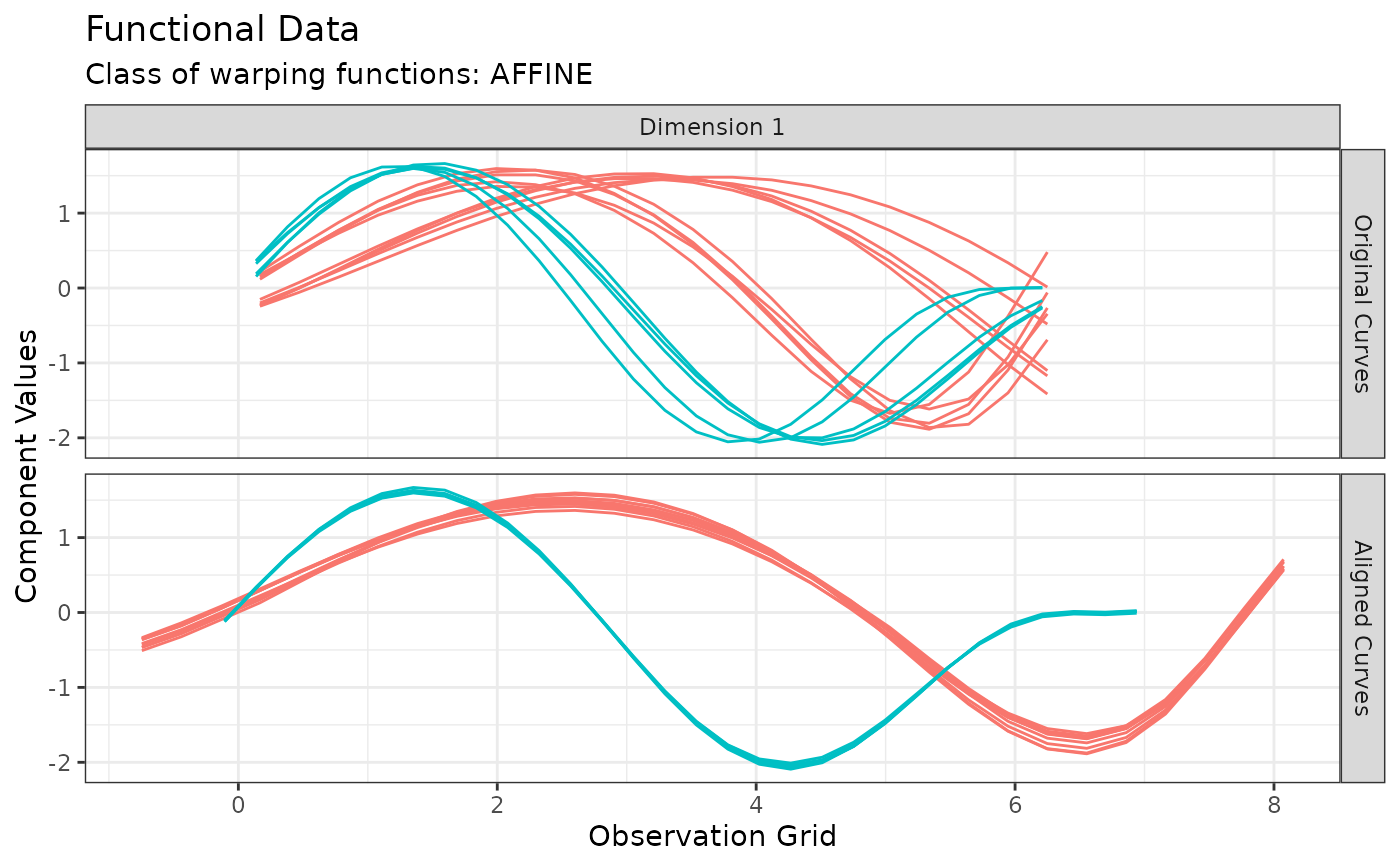 Functional Data
Class of warping functions: AFFINE
Dimension 1
Component Values
1
0
-1
-2
Original Curves
1
0
-1
-2
Aligned Curves
0 2 4 6 8
Observation Grid